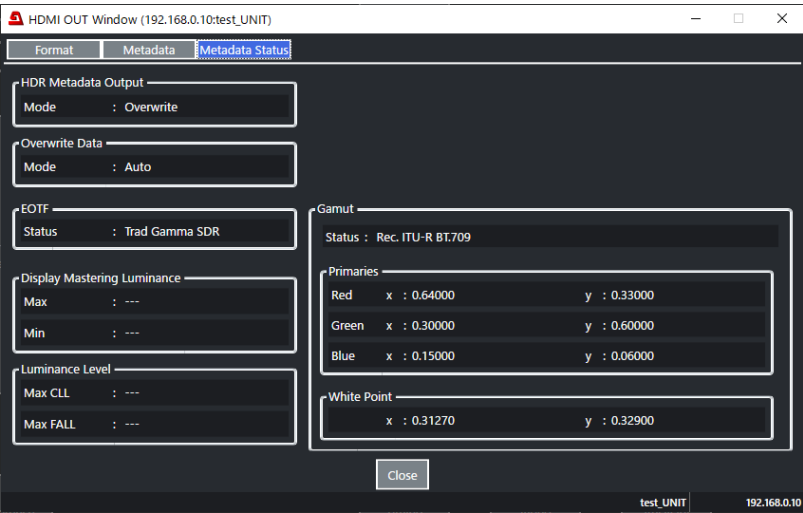 HDMI OUT Window (192.168.0.10:test_UNIT)
Format Metadata Metadata Status
HDR Metadata Output
Mode : Overwrite
Overwrite Data
Mode : Auto
EOTF
Status : Trad Gamma SDR
Display Mastering Luminance
Max : ---
Min : ---
Luminance Level
Max CLL : ---
Max FALL : ---
Gamut
Status : Rec. ITU-R BT.709
Primaries
Red x : 0.64000 y : 0.33000
Green x : 0.30000 y : 0.60000
Blue x : 0.15000 y : 0.06000
White Point
x : 0.31270 y : 0.32900
Close
test_UNIT 192.168.0.10